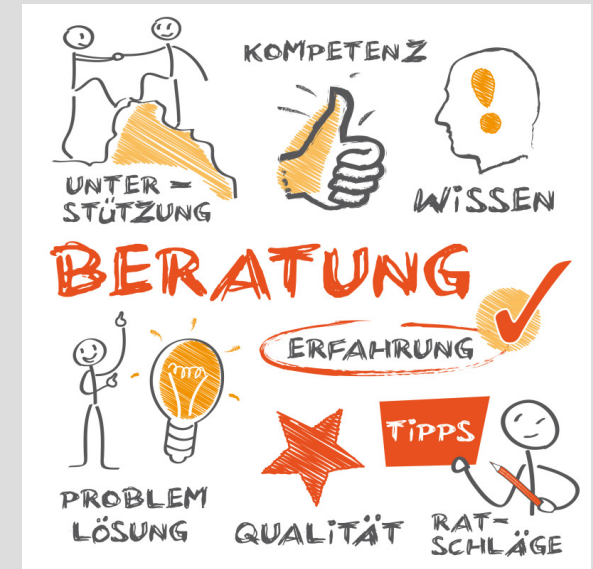 KOMPETENZ
UNTER =
STÜTZUNG
WiSSEN
BERATUNG
ERFAHRUNG
TiPPS
PROBLEM
LÖSUNG
QUALiTÄT
RAT-
SCHLÄGE